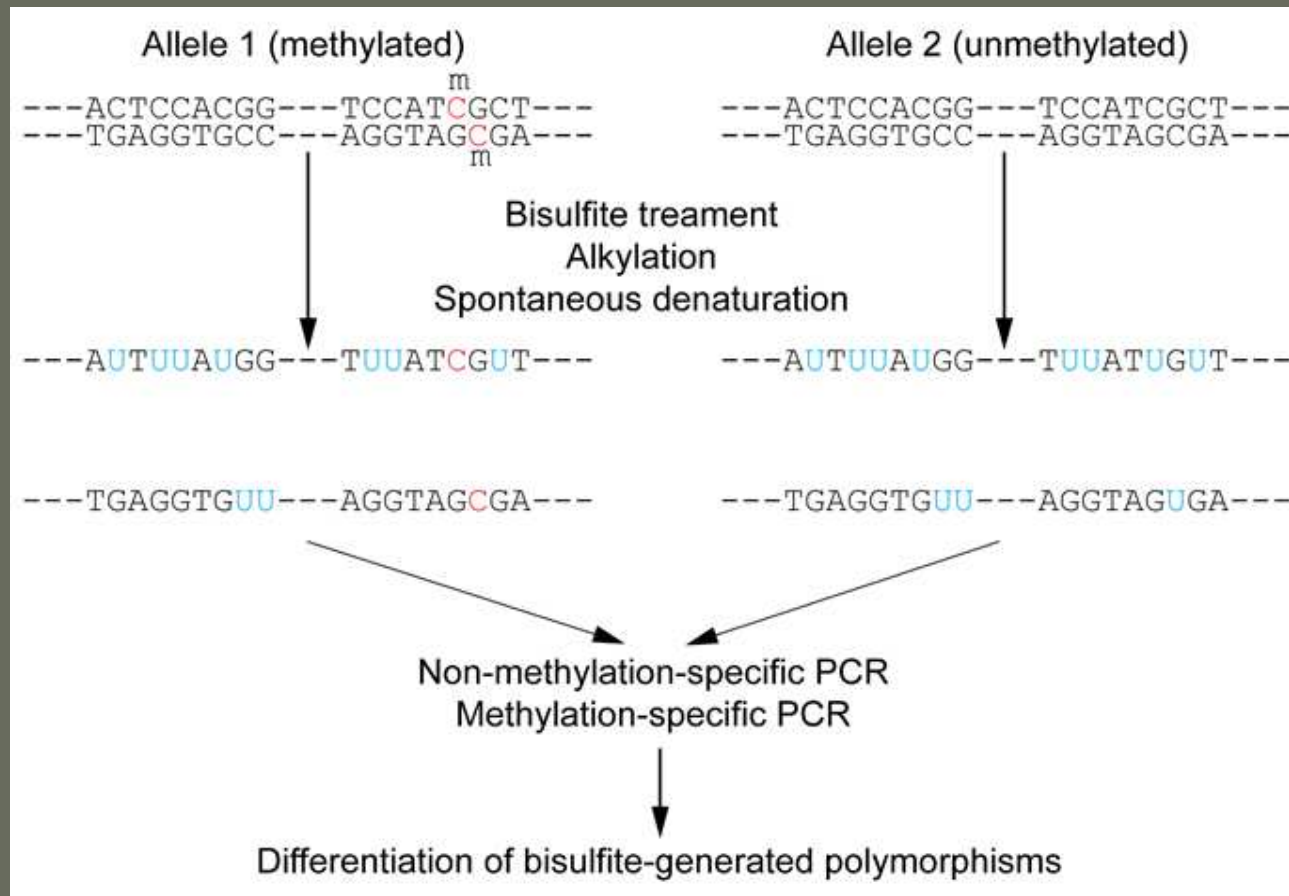 Allele 1 (methylated) Allele 2 (unmethylated)
m
---ACTCCACGG---TCCATCGCT--- ---ACTCCACGG---TCCATCGCT---
---TGAGGTGCC---AGGTAGCGA--- ---TGAGGTGCC---AGGTAGCGA---
m
Bisulfite treament
Alkylation
Spontaneous denaturation
---AUTUUAUGG---TUUATCGUT--- ---AUTUUAUGG---TUUATUGUT---
---TGAGGTGUU---AGGTAGCGA--- ---TGAGGTGUU---AGGTAGUGA---
Non-methylation-specific PCR
Methylation-specific PCR
Differentiation of bisulfite-generated polymorphisms